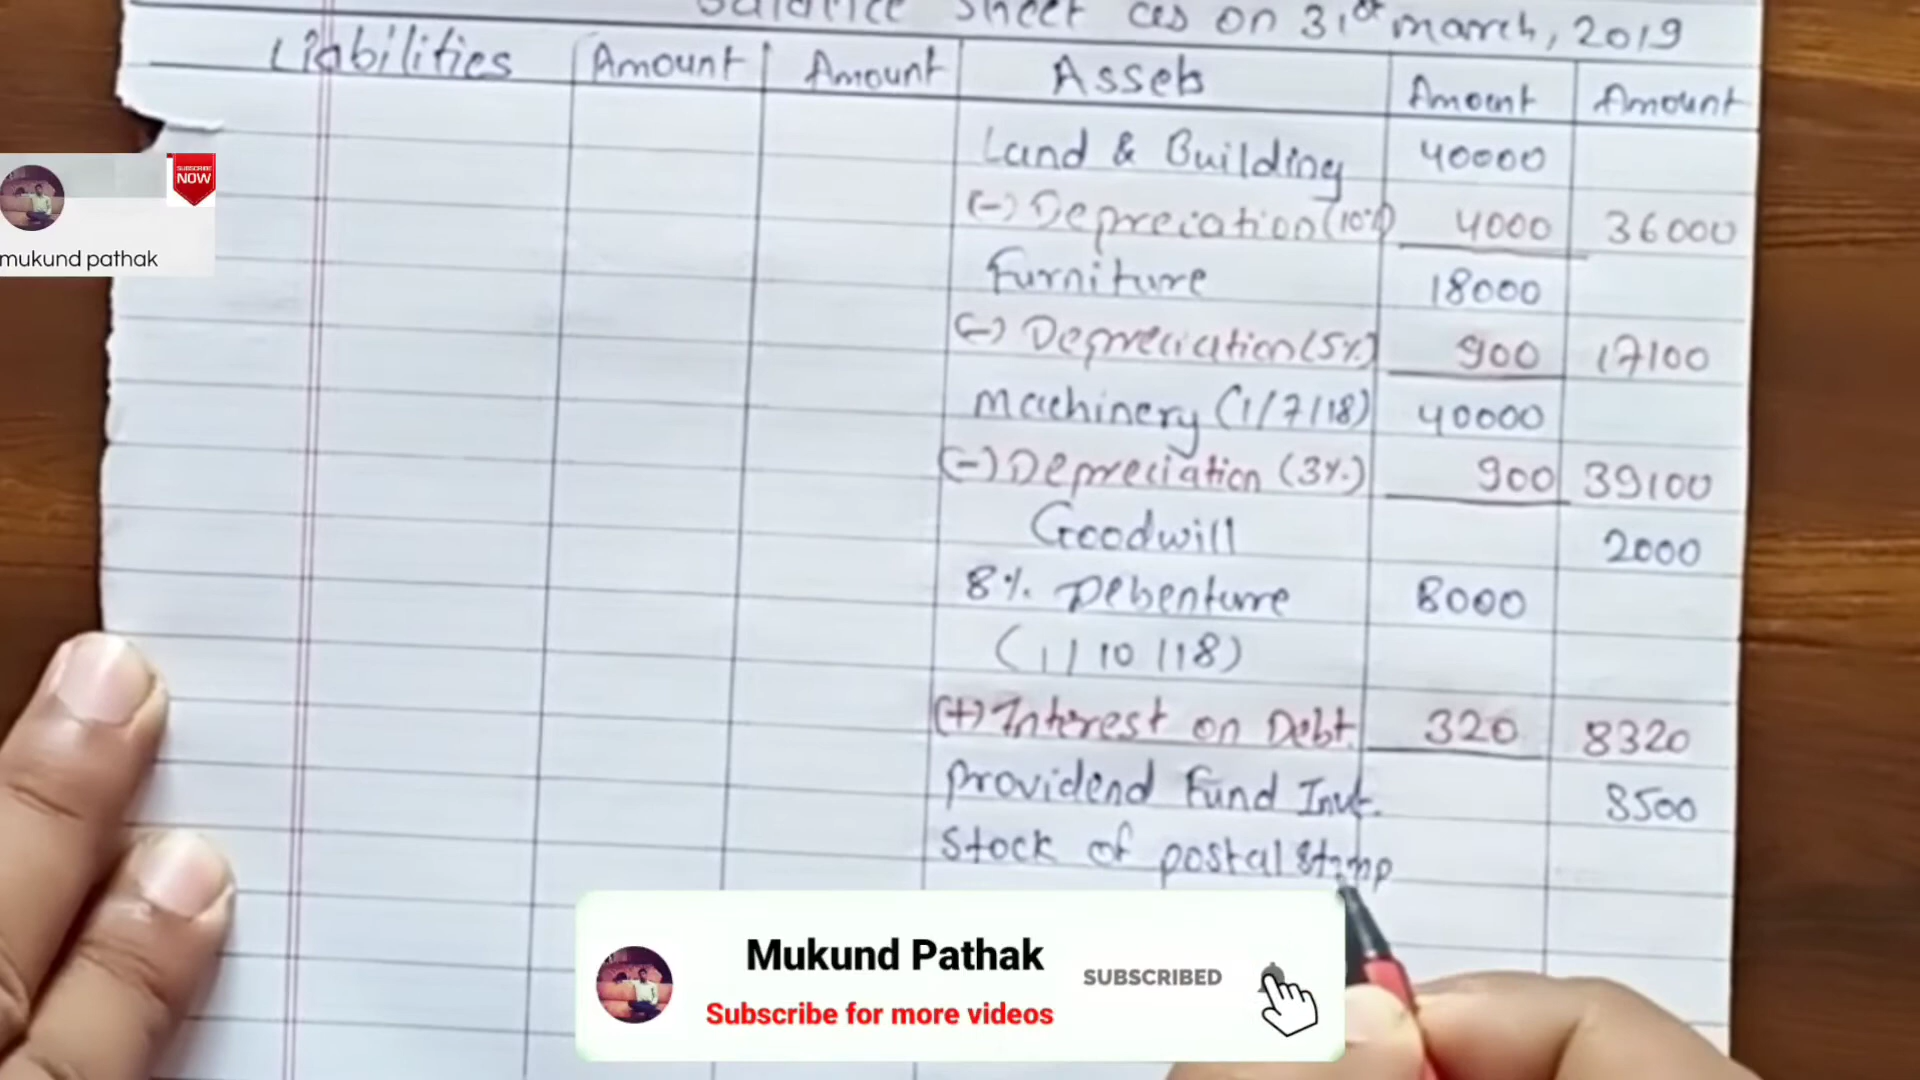 Balance Sheet as on 31st march, 2019
Liabilities Amount Amount Assets Amount Amount
Land & Building 40000
(-) Depreciation (10%) 4000 36000
Furniture 18000
(-) Depreciation (5%) 900 17100
Machinery (1/7/18) 40000
(-) Depreciation (3%) 900 39100
Goodwill 2000
8% Debenture 8000
(1/10/18)
(+) Interest on Debt. 320 8320
Providend Fund Invt. 8500
Stock of postal stamp
SUBSCRIBE
NOW
mukund pathak
Mukund Pathak
SUBSCRIBED
Subscribe for more videos